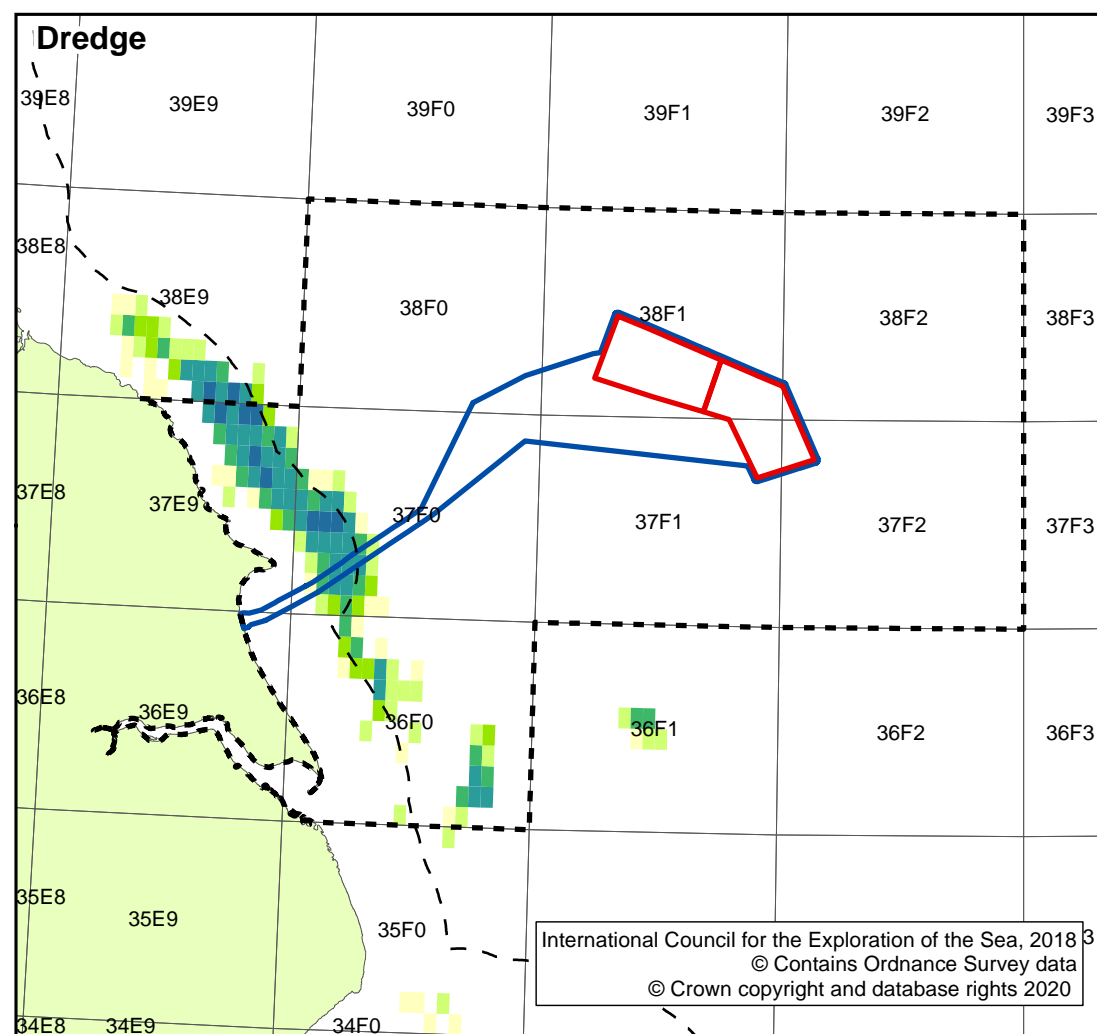 Dredge
39E8
39E9
39F0
39F1
39F2
39F3
38E8
38E9
38F0
38F1
38F2
38F3
37E8
37E9
37F0
37F1
37F2
37F3
36E8
36E9
36F0
36F1
36F2
36F3
35E8
35E9
35F0
3
International Council for the Exploration of the Sea, 2018
© Contains Ordnance Survey data
© Crown copyright and database rights 2020
34E8
34E9
34F0